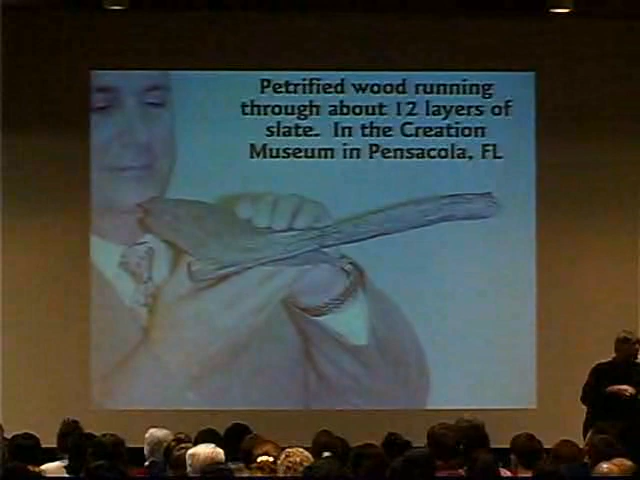 Petrified wood running
through about 12 layers of
slate. In the Creation
Museum in Pensacola, FL